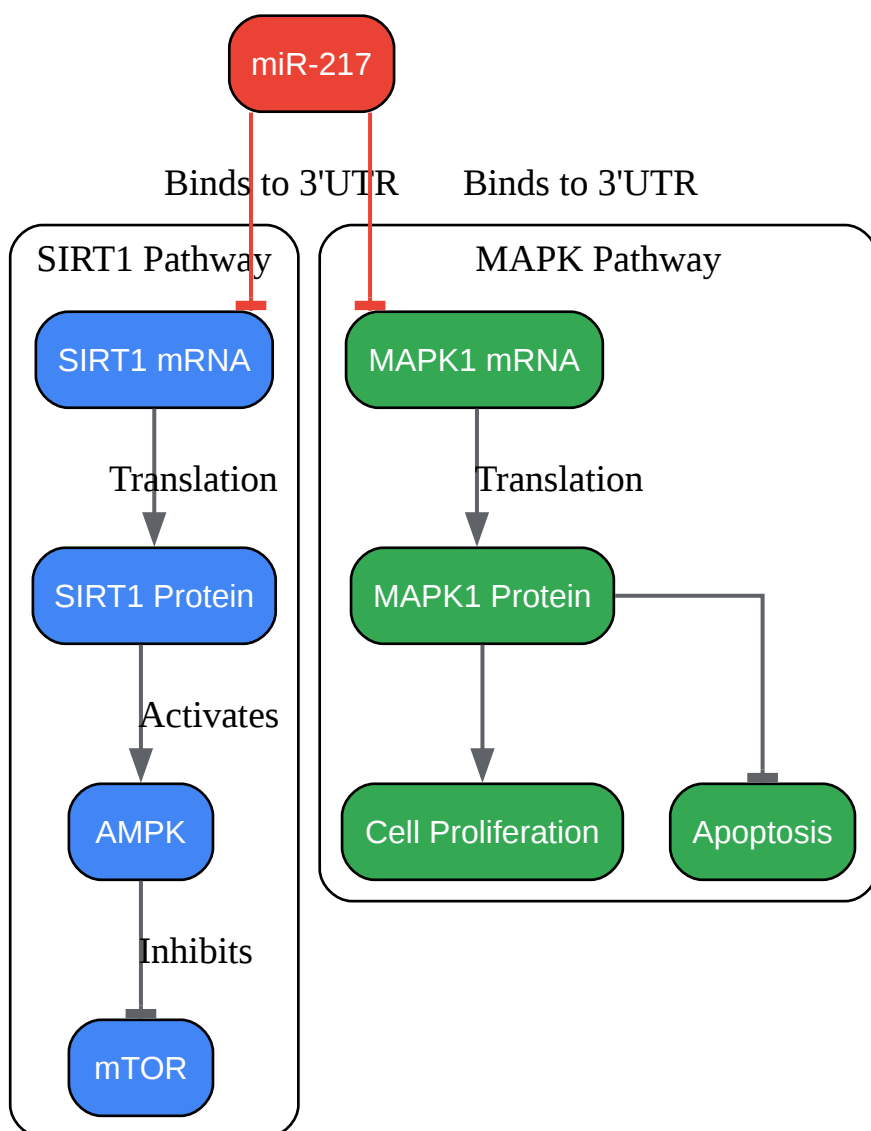 miR-217
Binds to 3'UTR
Binds to 3'UTR
SIRT1 Pathway
MAPK Pathway
SIRT1 mRNA
MAPK1 mRNA
Translation
Translation
SIRT1 Protein
MAPK1 Protein
Activates
AMPK
Cell Proliferation
Apoptosis
Inhibits
mTOR